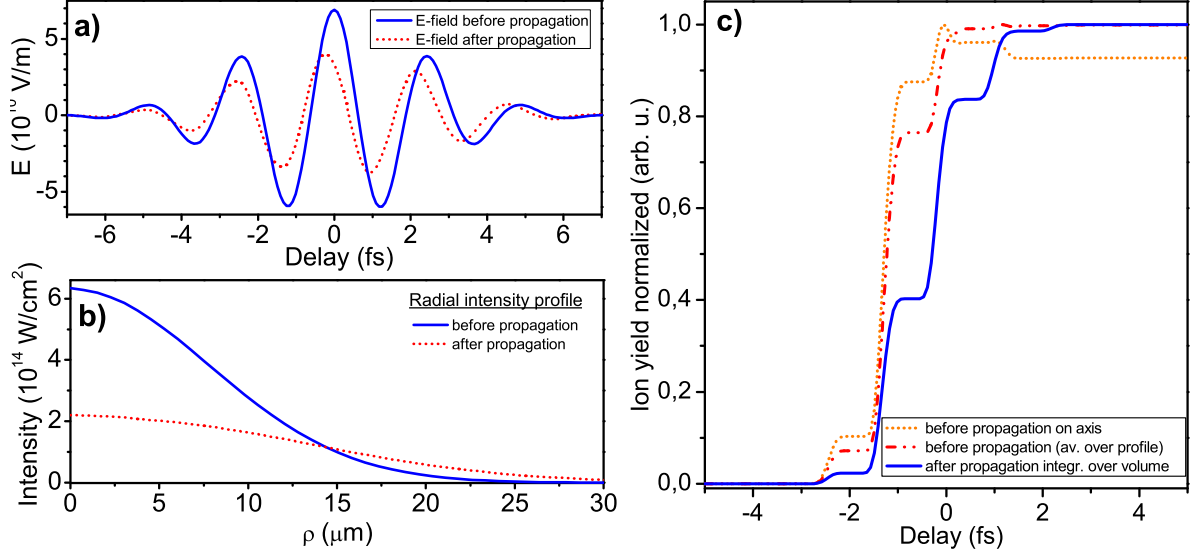 a)
E-field before propagation
E-field after propagation
E (10¹⁰ V/m)
5
0
-5
-6 -4 -2 0 2 4 6
Delay (fs)
b)
Radial intensity profile
before propagation
after propagation
Intensity (10¹⁴ W/cm²)
6
4
2
0
0 5 10 15 20 25 30
ρ (μm)
c)
Ion yield normalized (arb. u.)
1,0
0,8
0,6
0,4
0,2
0,0
before propagation on axis
before propagation (av. over profile)
after propagation integr. over volume
-4 -2 0 2 4
Delay (fs)